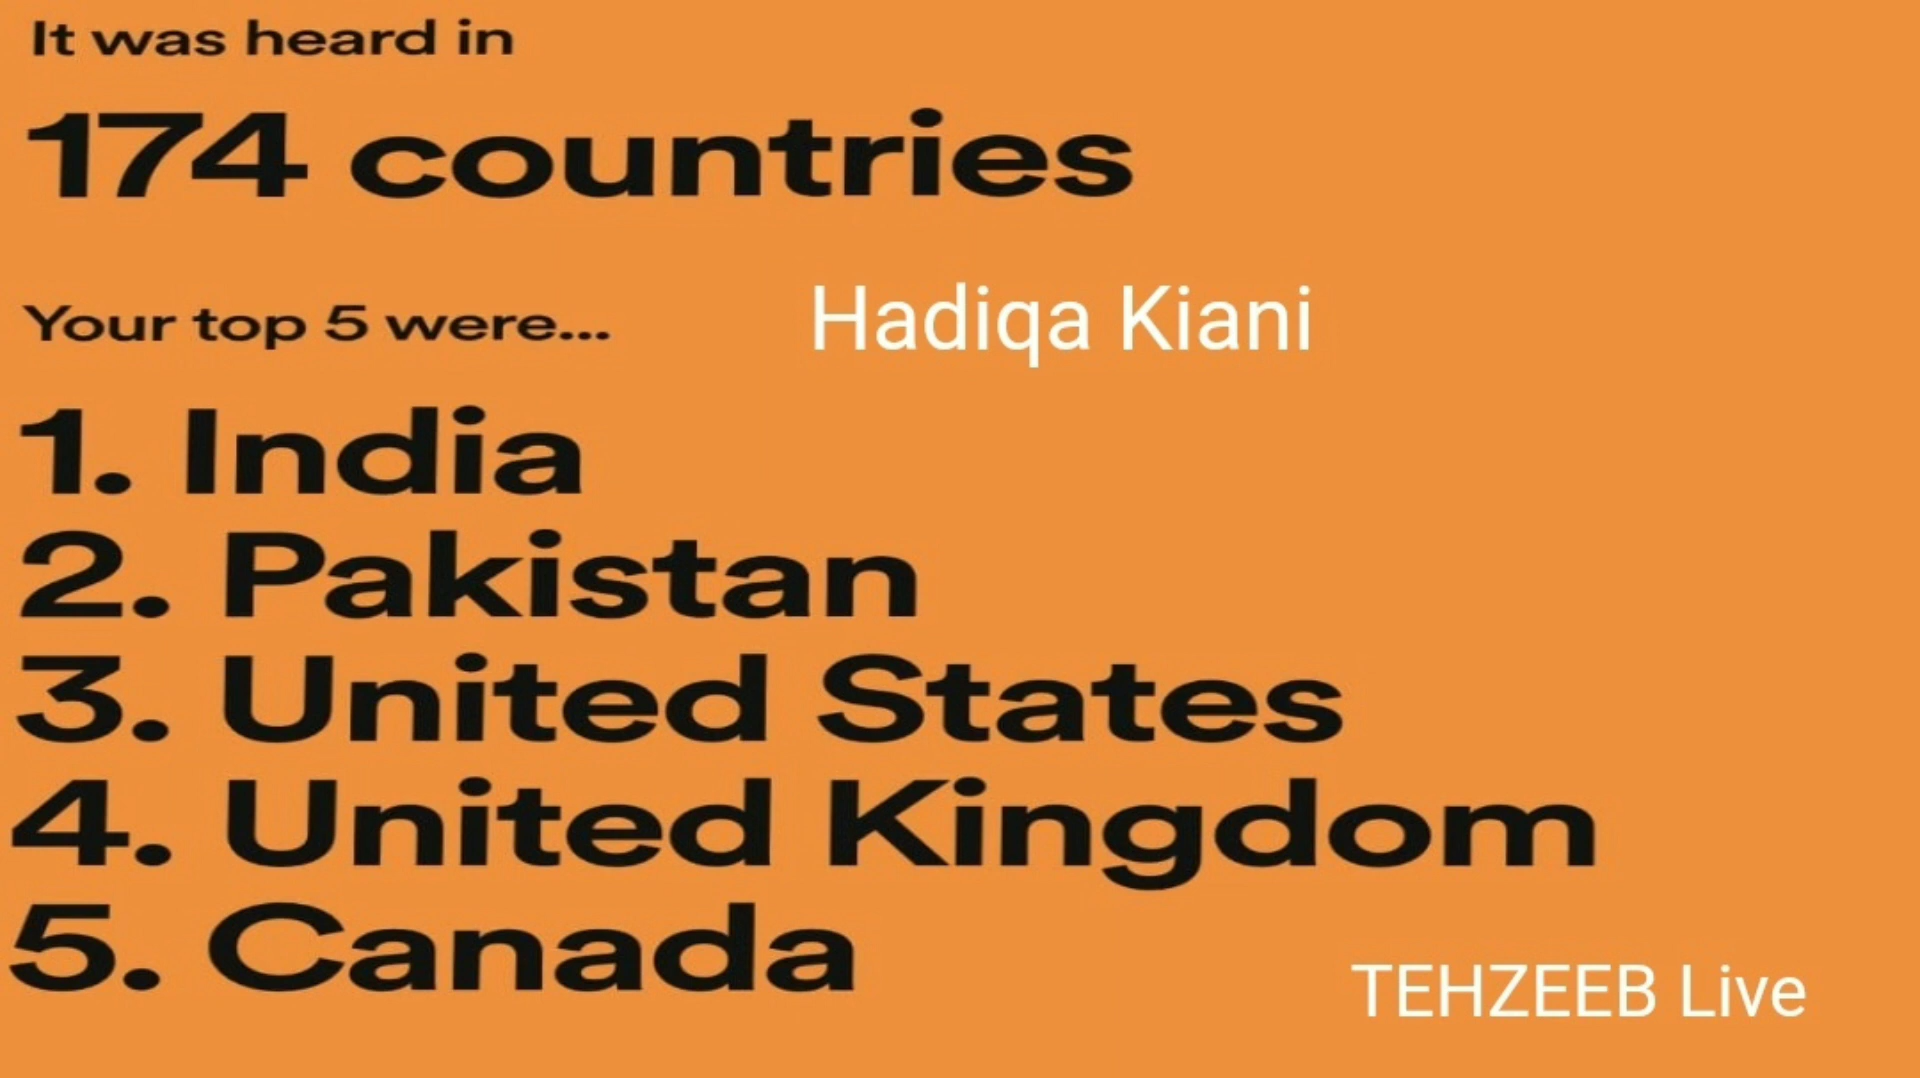 It was heard in
174 countries
Your top 5 were...
Hadiqa Kiani
1. India
2. Pakistan
3. United States
4. United Kingdom
5. Canada
TEHZEEB Live